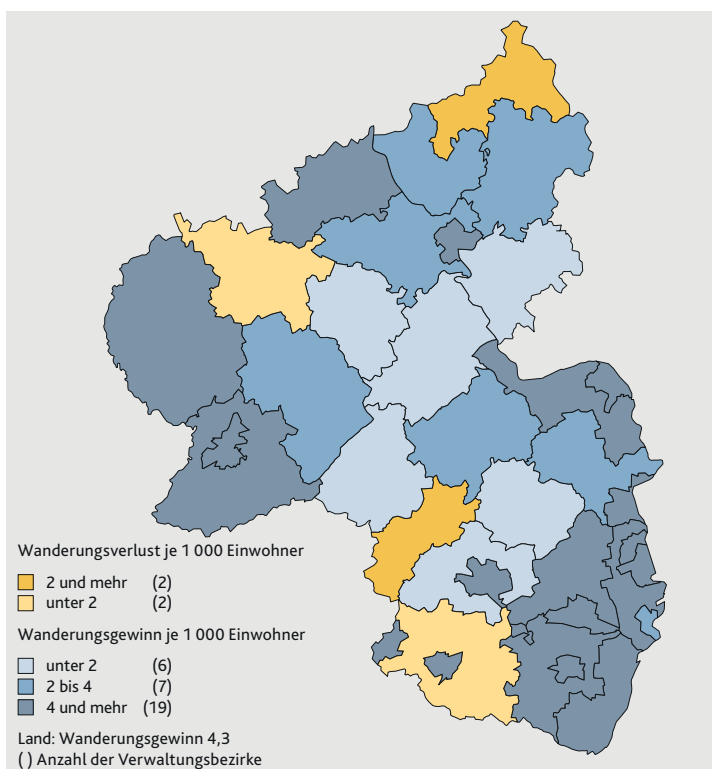 Wanderungsverlust je 1 000 Einwohner
2 und mehr (2)
unter 2 (2)
Wanderungsgewinn je 1 000 Einwohner
unter 2 (6)
2 bis 4 (7)
4 und mehr (19)
Land: Wanderungsgewinn 4,3
( ) Anzahl der Verwaltungsbezirke